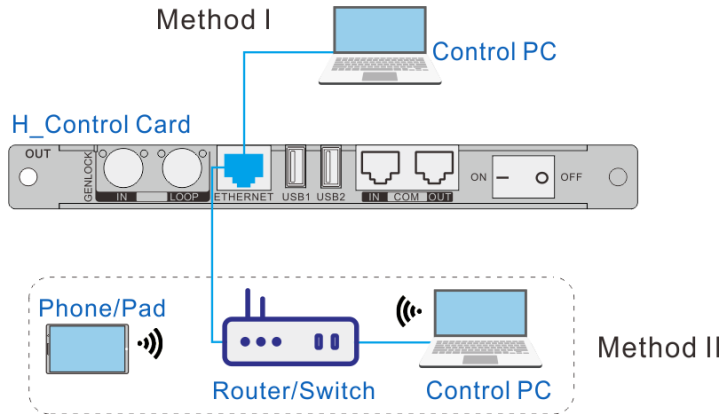 Method I
Control PC
H_Control Card
OUT
GENLOCK
IN LOOP
ETHERNET
USB1 USB2
IN COM OUT
ON OFF
Phone/Pad
Router/Switch
Control PC
Method II